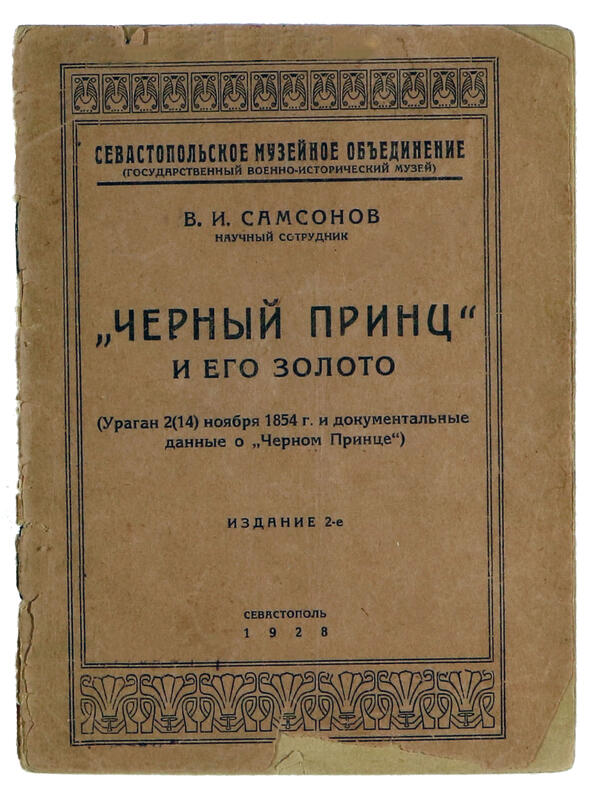 СЕВАСТОПОЛЬСКОЕ МУЗЕЙНОЕ ОБЪЕДИНЕНИЕ
(ГОСУДАРСТВЕННЫЙ ВОЕННО-ИСТОРИЧЕСКИЙ МУЗЕЙ)
В. И. САМСОНОВ
НАУЧНЫЙ СОТРУДНИК
„ЧЕРНЫЙ ПРИНЦ“
И ЕГО ЗОЛОТО
(Ураган 2(14) ноября 1854 г. и документальные
данные о „Черном Принце“)
ИЗДАНИЕ 2-е
СЕВАСТОПОЛЬ
1928